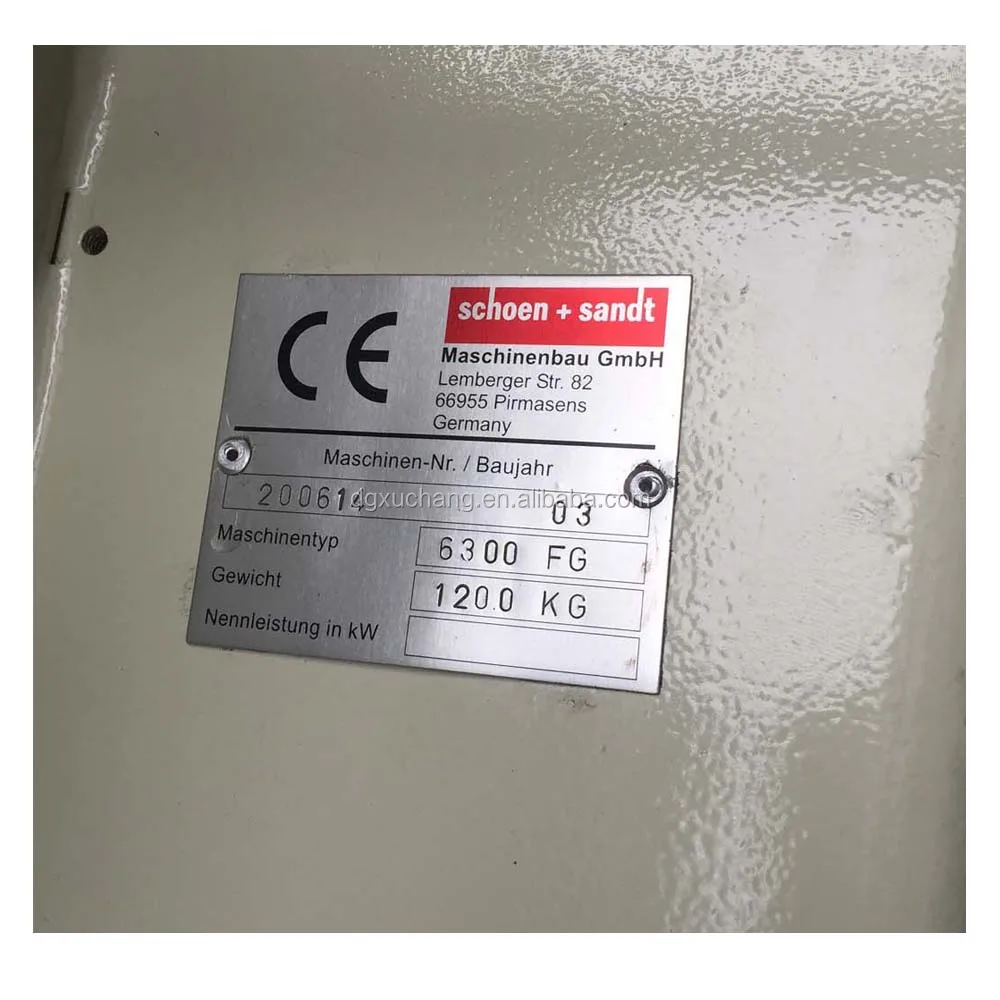 CE
schoen + sandt
Maschinenbau GmbH
Lemberger Str. 82
66955 Pirmasens
Germany
Maschinen-Nr. / Baujahr
200614 03
dgxuchang.en.alibaba.com
Maschinentyp 6300 FG
Gewicht 1200 KG
Nennleistung in kW